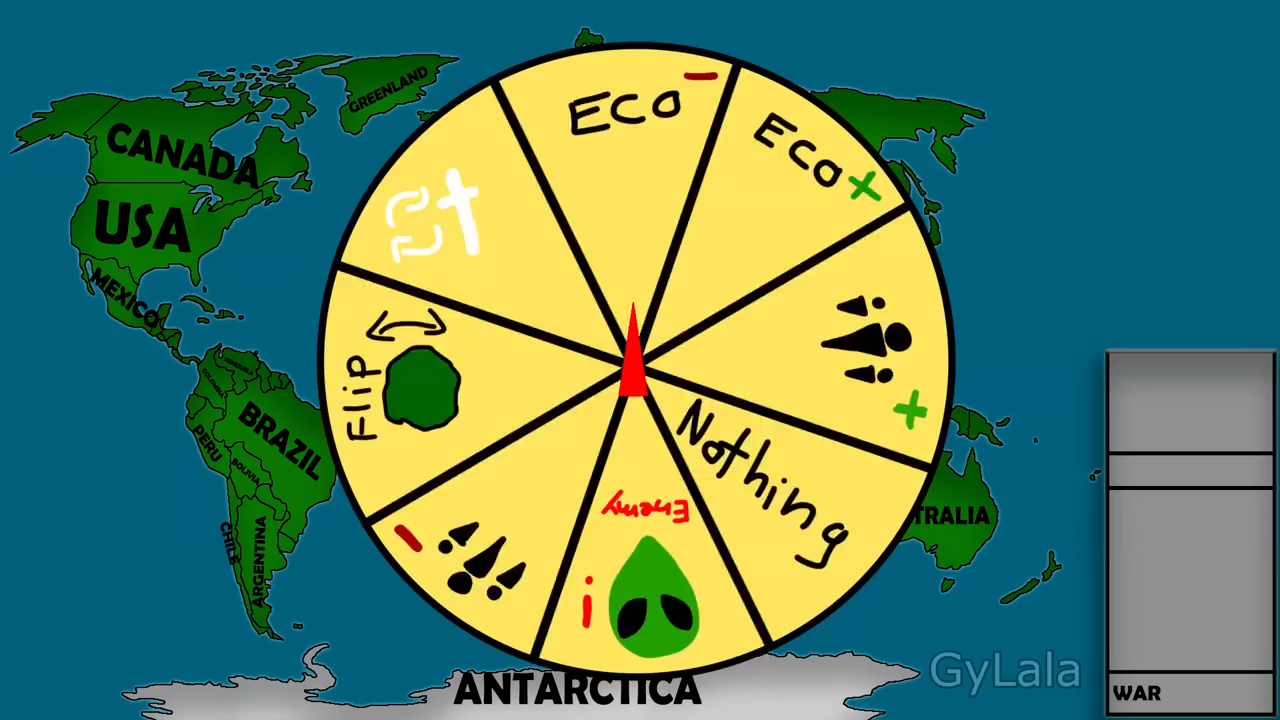 GREENLAND
CANADA
USA
MEXICO
BRAZIL
PERU
BOLIVIA
CHILE
ARGENTINA
ANTARCTICA
TRALIA
Eco -
Eco +
+
Nothing
Enemy
!
-
Flip
GyLala
WAR